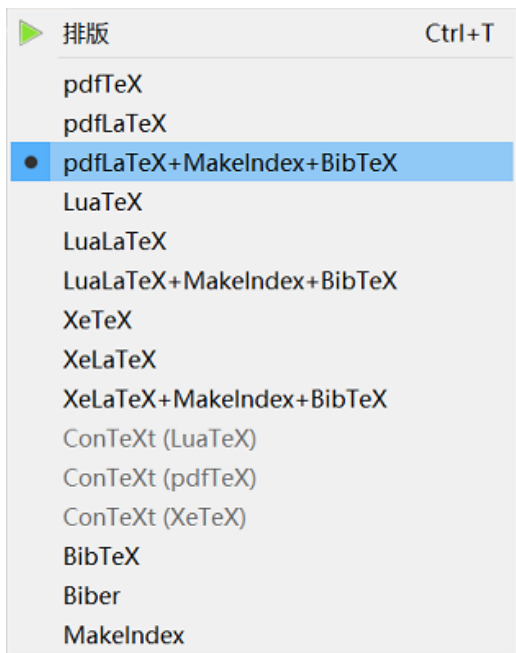 排版 Ctrl+T
pdfTeX
pdfLaTeX
pdfLaTeX+MakeIndex+BibTeX
LuaTeX
LuaLaTeX
LuaLaTeX+MakeIndex+BibTeX
XeTeX
XeLaTeX
XeLaTeX+MakeIndex+BibTeX
ConTeXt (LuaTeX)
ConTeXt (pdfTeX)
ConTeXt (XeTeX)
BibTeX
Biber
MakeIndex